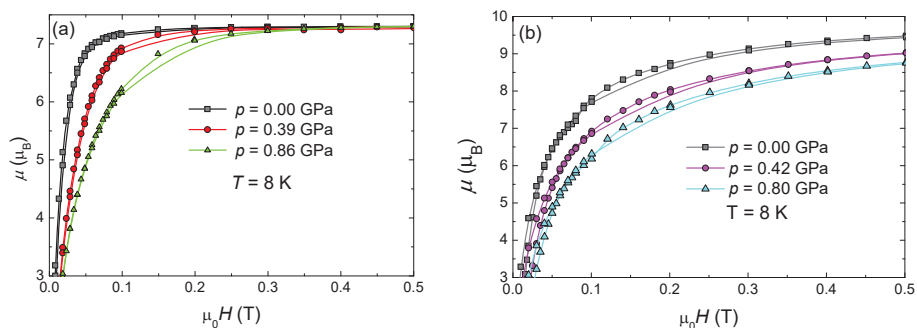 (a)
7
6
5
4
3
μ (μB)
p = 0.00 GPa
p = 0.39 GPa
p = 0.86 GPa
T = 8 K
0.0 0.1 0.2 0.3 0.4 0.5
μ0H (T)
(b)
10
9
8
7
6
5
4
3
μ (μB)
p = 0.00 GPa
p = 0.42 GPa
p = 0.80 GPa
T = 8 K
0.0 0.1 0.2 0.3 0.4 0.5
μ0H (T)